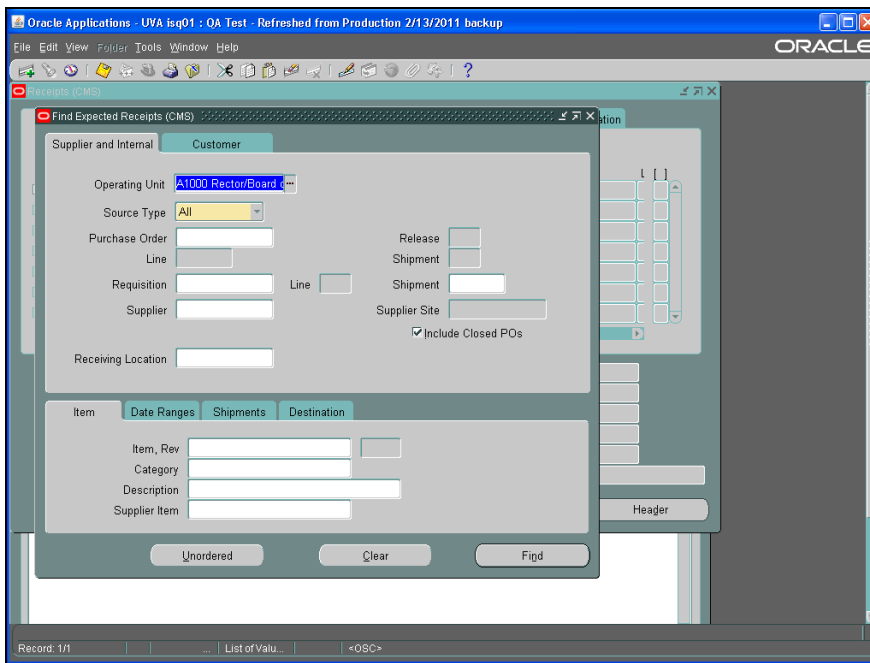 Oracle Applications - UVA isq01 : QA Test - Refreshed from Production 2/13/2011 backup
File Edit View Folder Tools Window Help
ORACLE
Receipts (CMS)
Find Expected Receipts (CMS)
ation
Supplier and Internal Customer
L [ ]
Operating Unit A1000 Rector/Board
Source Type All
Purchase Order Release
Line Shipment
Requisition Line Shipment
Supplier Supplier Site
Include Closed POs
Receiving Location
Item Date Ranges Shipments Destination
Item, Rev
Category
Description
Supplier Item
Header
Unordered Clear Find
Record: 1/1 ... List of Valu... <OSC>